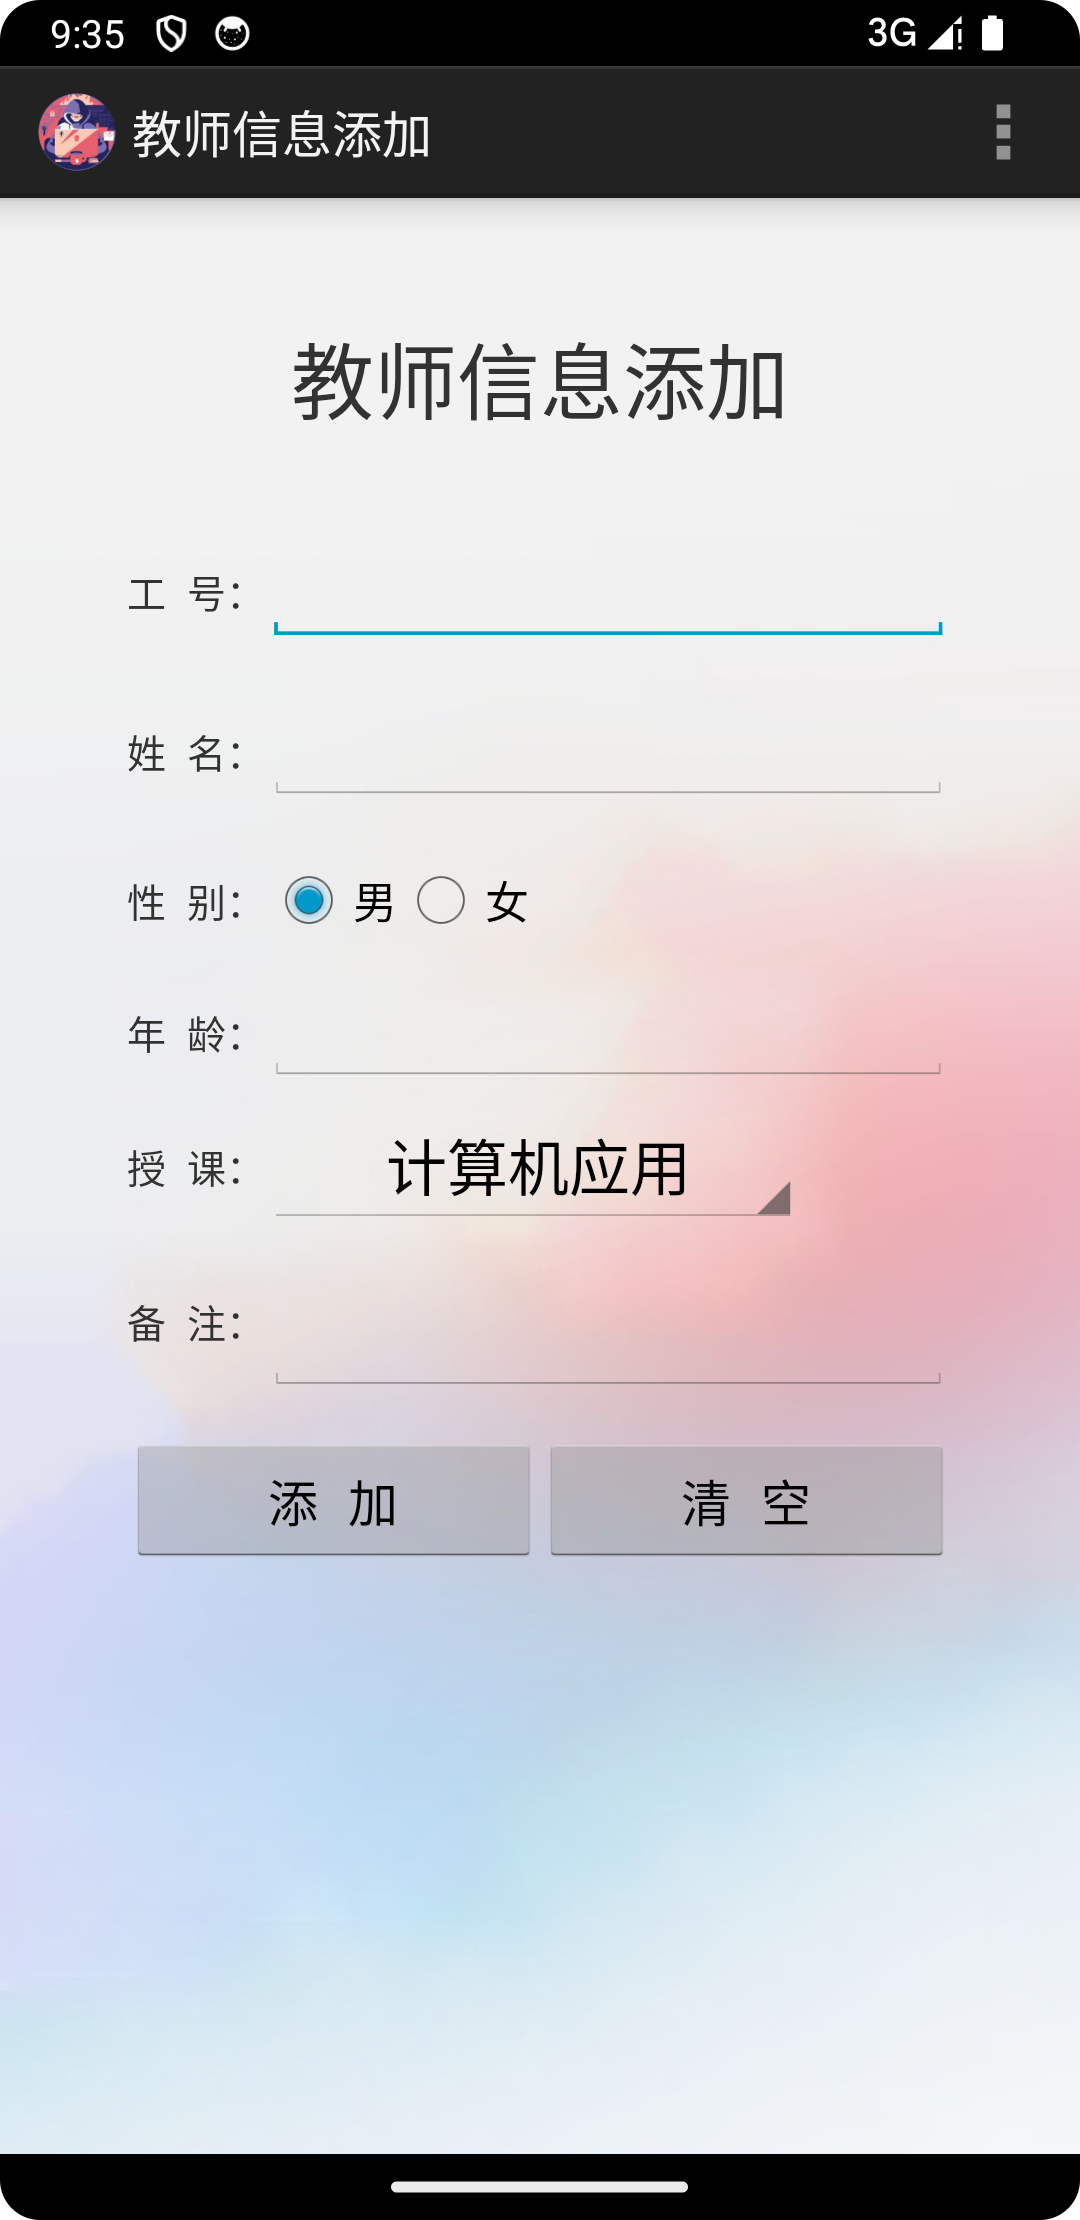 9:35 3G
教师信息添加
教师信息添加
工 号：
姓 名：
性 别： 男 女
年 龄：
授 课： 计算机应用
备 注：
添 加 清 空